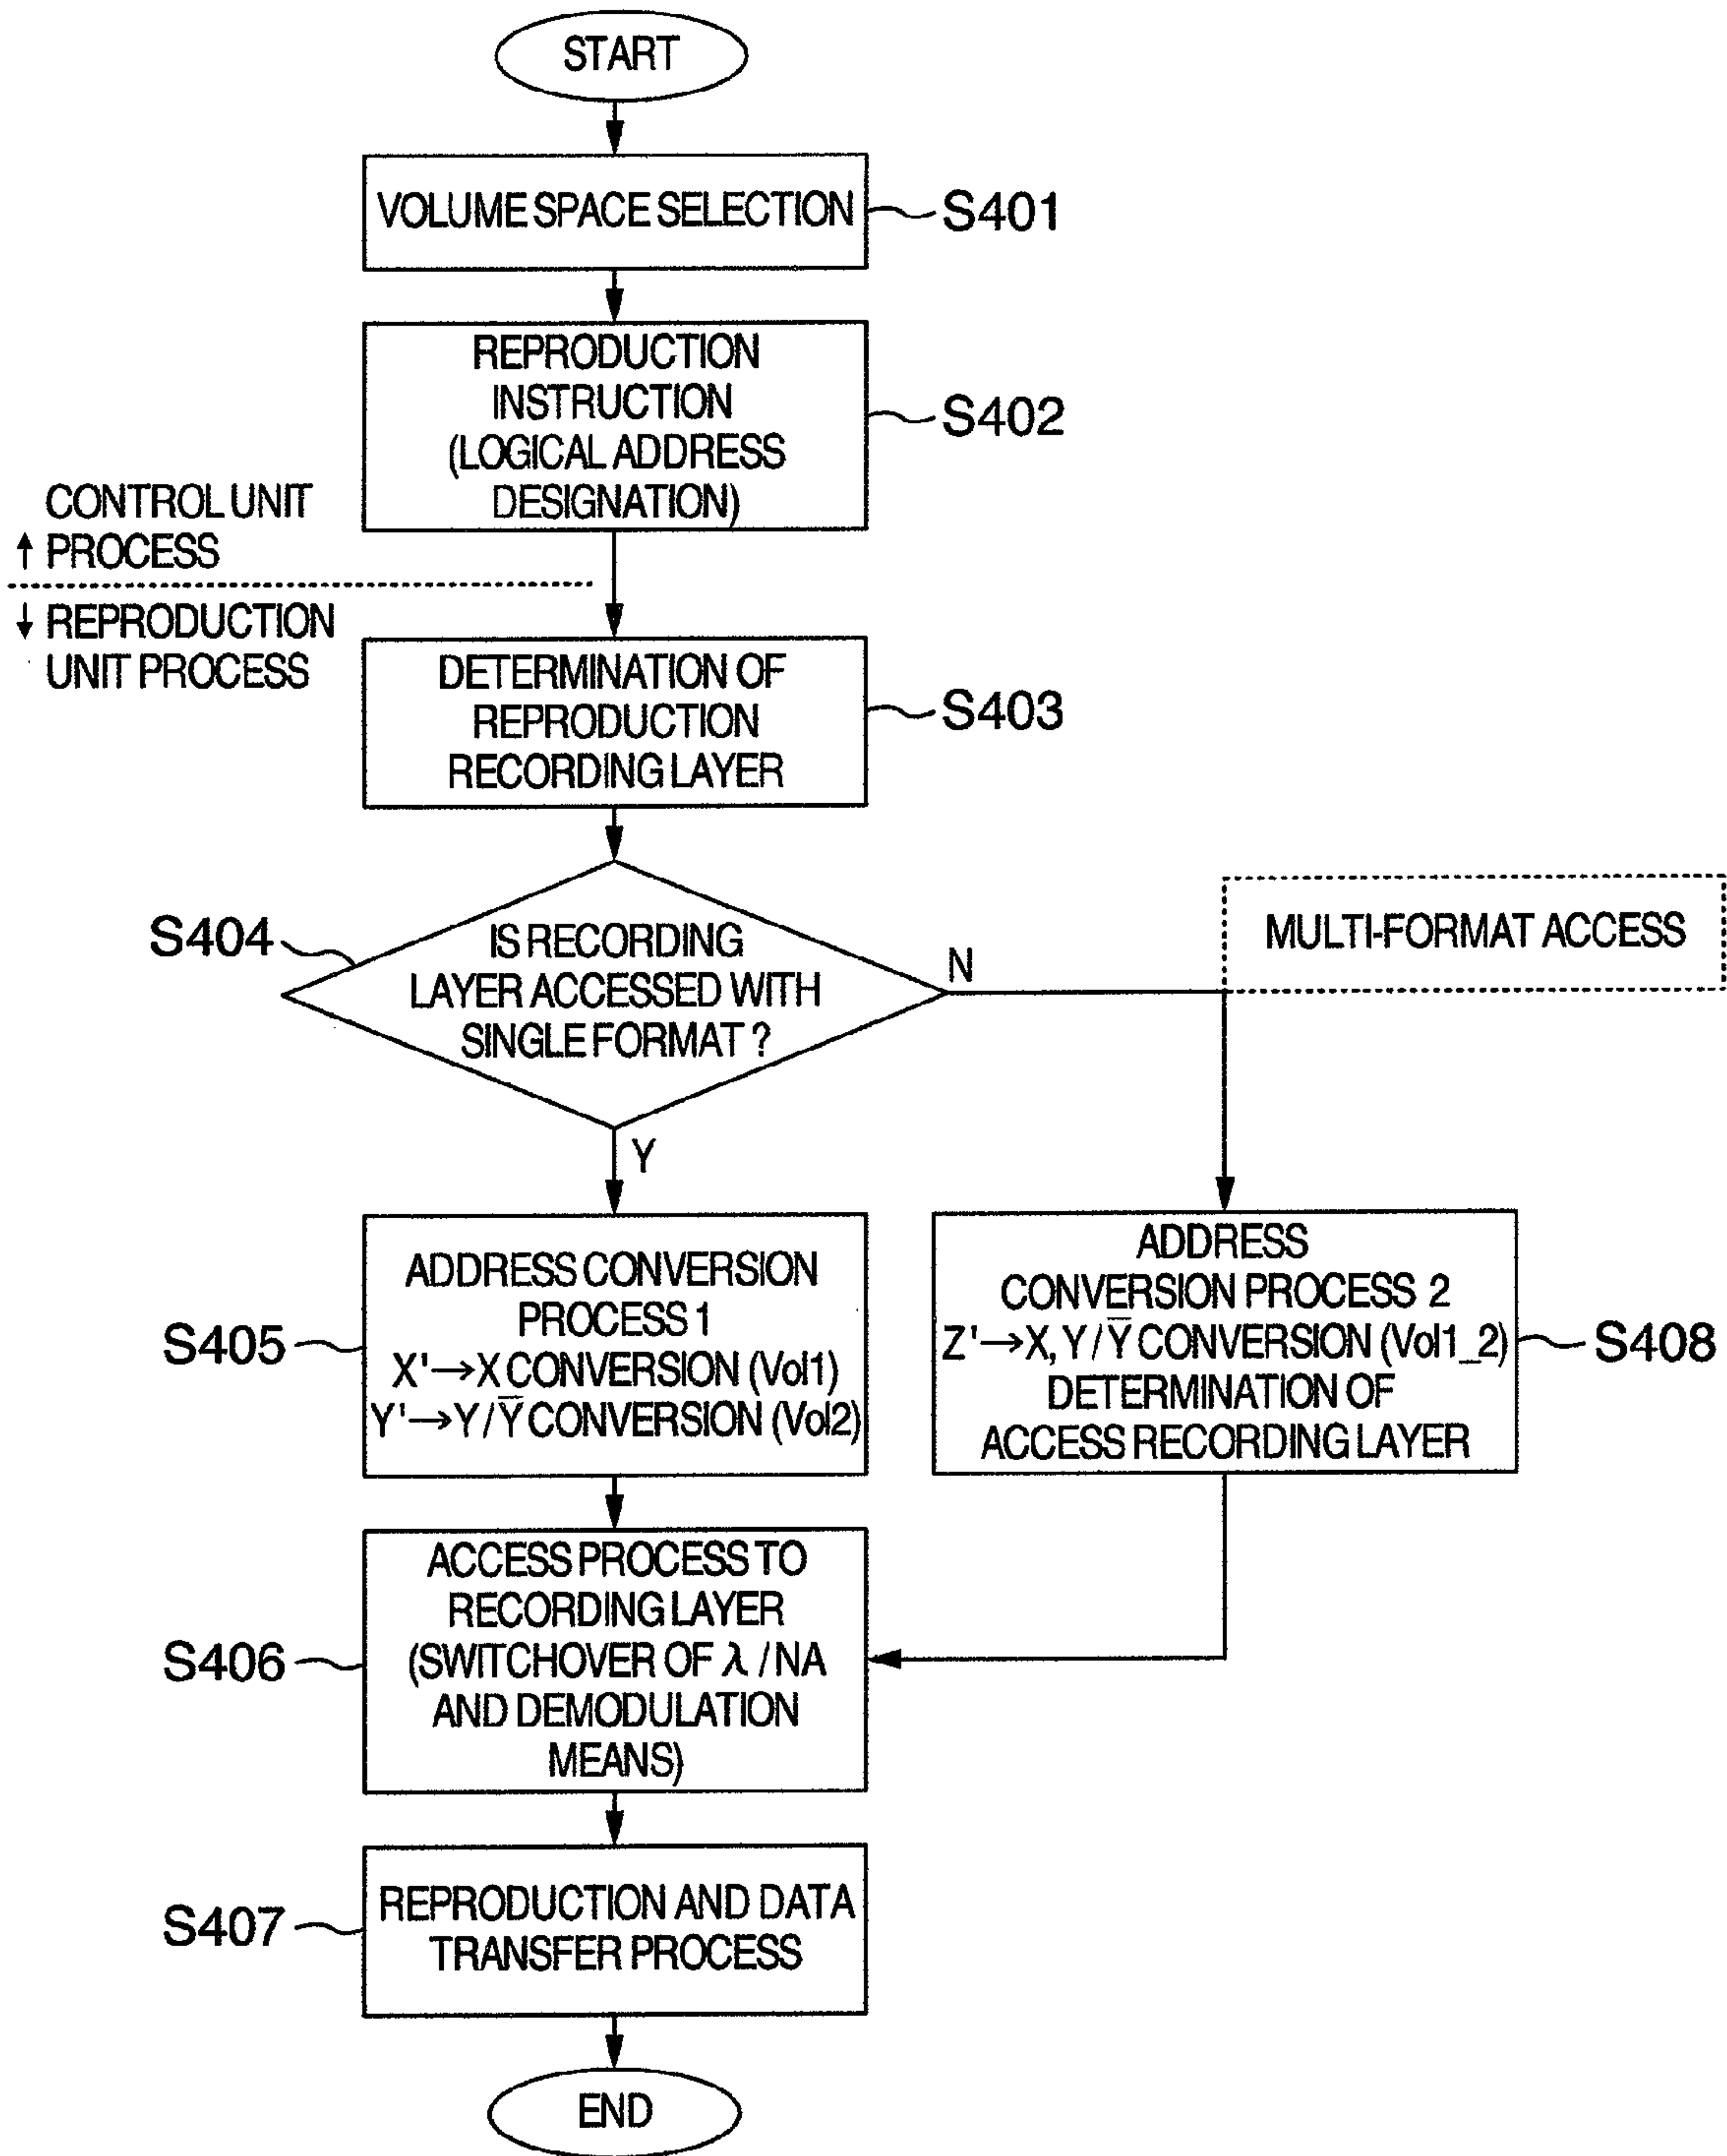 START
VOLUME SPACE SELECTION
S401
REPRODUCTION
INSTRUCTION
(LOGICAL ADDRESS
DESIGNATION)
S402
CONTROL UNIT
↑ PROCESS
↓ REPRODUCTION
UNIT PROCESS
DETERMINATION OF
REPRODUCTION
RECORDING LAYER
S403
S404
IS RECORDING
LAYER ACCESSED WITH
SINGLE FORMAT ?
N
MULTI-FORMAT ACCESS
Y
ADDRESS CONVERSION
PROCESS 1
X'→X CONVERSION (Vol1)
Y'→Y/Y̅ CONVERSION (Vol2)
S405
ADDRESS
CONVERSION PROCESS 2
Z'→X, Y/Y̅ CONVERSION (Vol1_2)
DETERMINATION OF
ACCESS RECORDING LAYER
S408
ACCESS PROCESS TO
RECORDING LAYER
(SWITCHOVER OF λ/NA
AND DEMODULATION
MEANS)
S406
REPRODUCTION AND DATA
TRANSFER PROCESS
S407
END